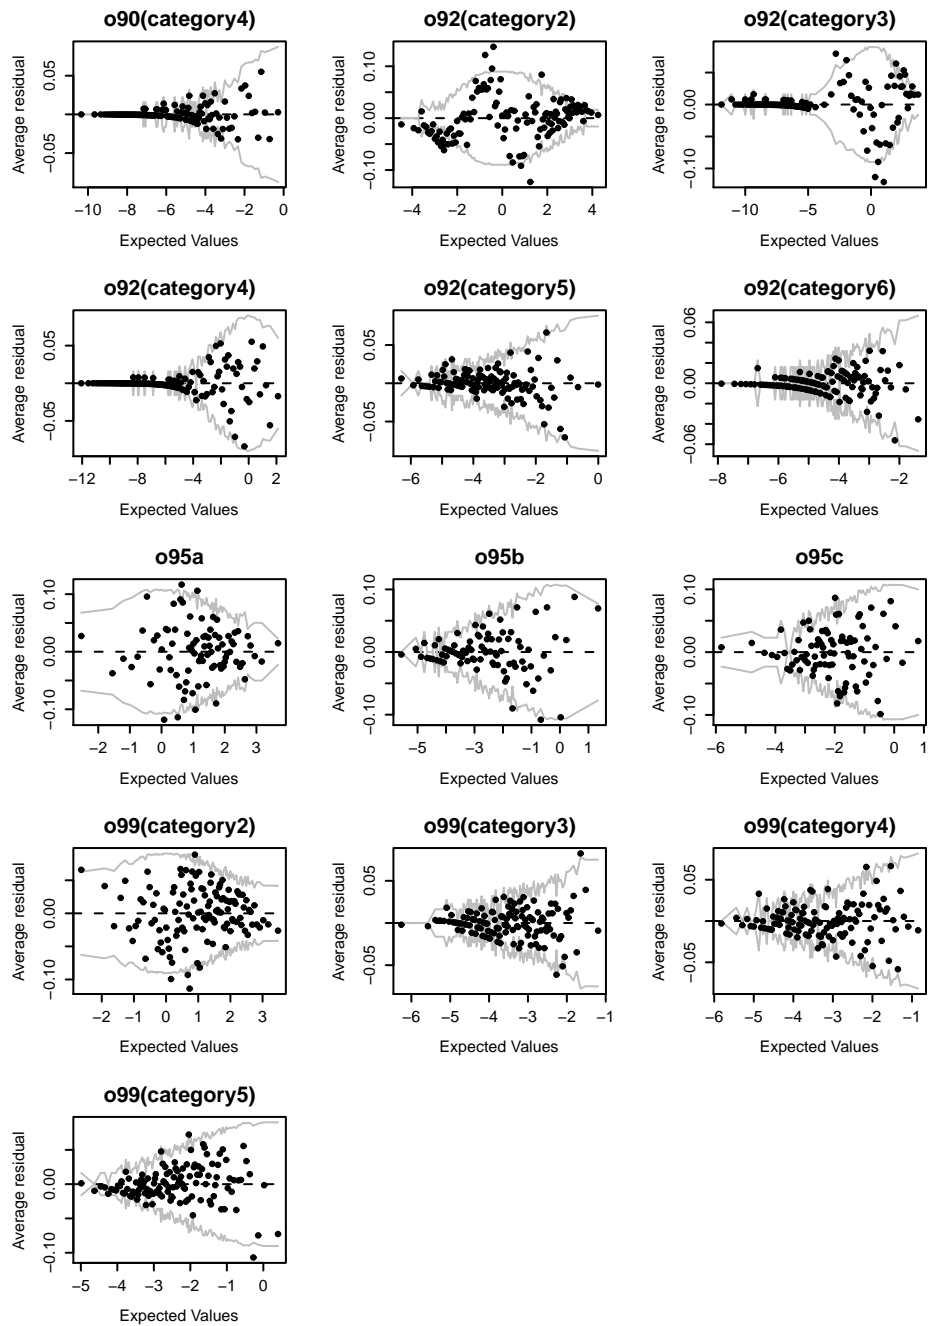 o90(category4)
Average residual
0.05
−0.05
−10 −8 −6 −4 −2 0
Expected Values
o92(category2)
Average residual
0.10
0.00
−0.10
−4 −2 0 2 4
Expected Values
o92(category3)
Average residual
0.00
−0.10
−10 −5 0
Expected Values
o92(category4)
Average residual
0.05
−0.05
−12 −8 −4 0 2
Expected Values
o92(category5)
Average residual
0.05
−0.05
−6 −4 −2 0
Expected Values
o92(category6)
Average residual
0.06
0.00
−0.06
−8 −6 −4 −2
Expected Values
o95a
Average residual
0.10
0.00
−0.10
−2 −1 0 1 2 3
Expected Values
o95b
Average residual
0.10
0.00
−0.10
−5 −4 −3 −2 −1 0 1
Expected Values
o95c
Average residual
0.10
0.00
−0.10
−6 −5 −4 −3 −2 −1 0 1
Expected Values
o99(category2)
Average residual
0.00
−0.10
−2 −1 0 1 2 3
Expected Values
o99(category3)
Average residual
0.05
−0.05
−6 −5 −4 −3 −2 −1
Expected Values
o99(category4)
Average residual
0.05
−0.05
−6 −5 −4 −3 −2 −1
Expected Values
o99(category5)
Average residual
0.00
−0.10
−5 −4 −3 −2 −1 0
Expected Values